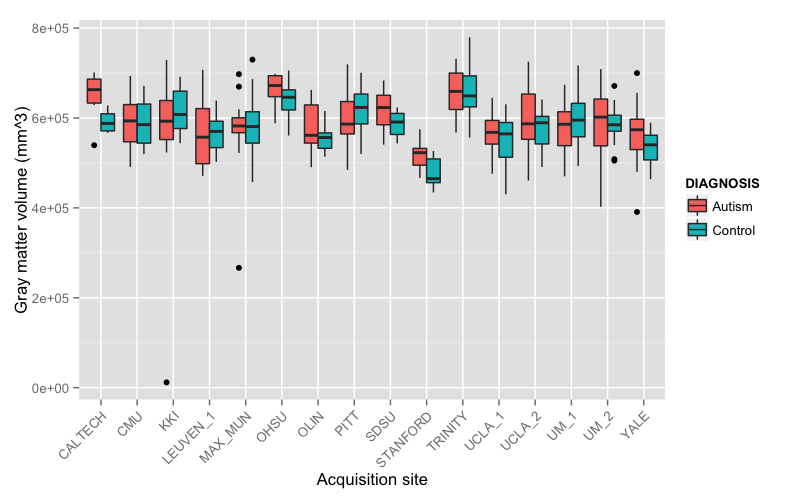 8e+05
6e+05
4e+05
2e+05
0e+00
Gray matter volume (mm^3)
CALTECH
CMU
KKI
LEUVEN_1
MAX_MUN
OHSU
OLIN
PITT
SDSU
STANFORD
TRINITY
UCLA_1
UCLA_2
UM_1
UM_2
YALE
Acquisition site
DIAGNOSIS
Autism
Control